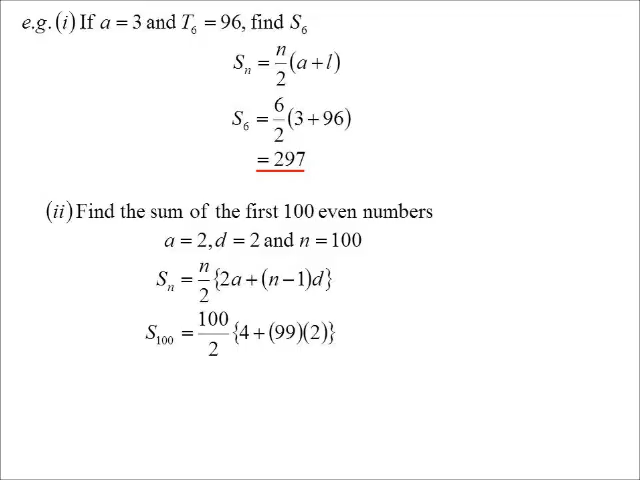 e.g. (i) If a = 3 and T₆ = 96, find S₆
Sₙ = n/2 (a + l)
S₆ = 6/2 (3 + 96)
= 297
(ii) Find the sum of the first 100 even numbers
a = 2, d = 2 and n = 100
Sₙ = n/2 {2a + (n − 1)d}
S₁₀₀ = 100/2 {4 + (99)(2)}